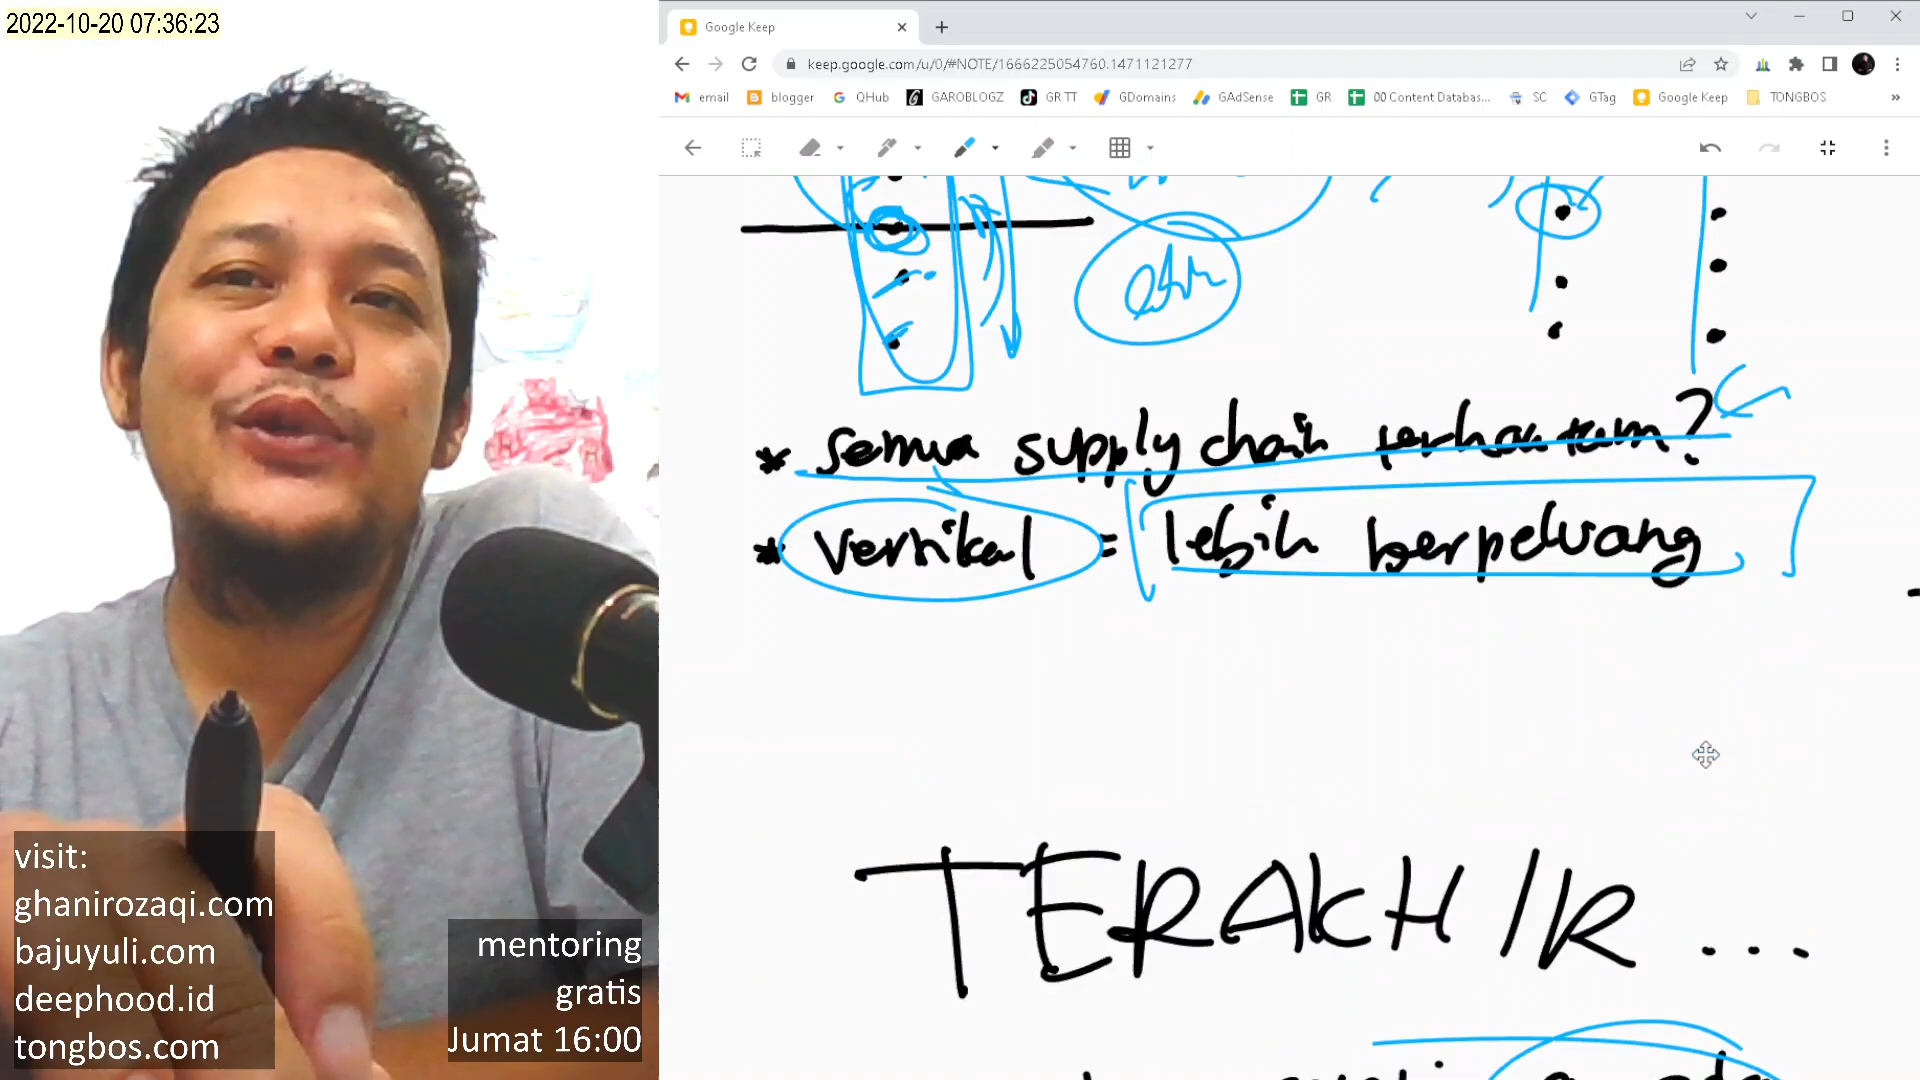 2022-10-20 07:36:23
Google Keep
keep.google.com/u/0/#NOTE/1666225054760.1471121277
email blogger QHub GAROBLOGZ GR TT GDomains GAdSense GR 00 Content Databas... SC GTag Google Keep TONGBOS »
* semua supply chain terhantam?
* vertikal = lebih berpeluang
TERAKHIR ...
visit:
ghanirozaqi.com
bajuyuli.com
deephood.id
tongbos.com
mentoring
gratis
Jumat 16:00